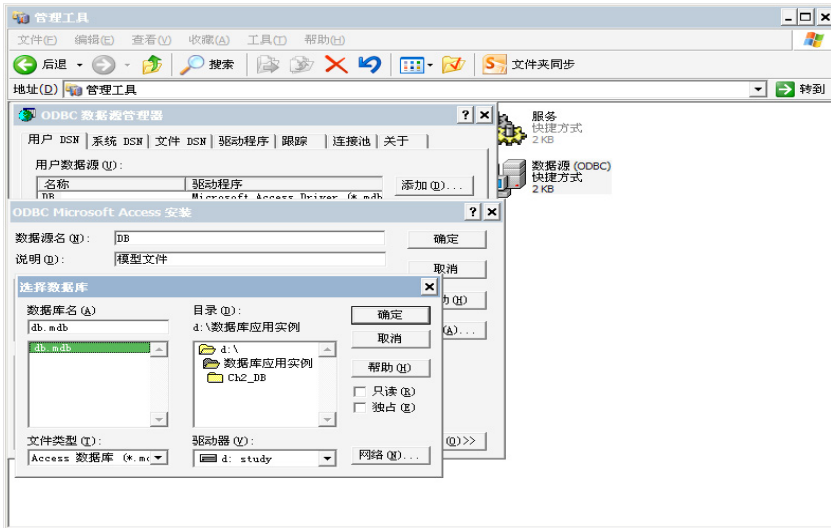 管理工具
文件(F) 编辑(E) 查看(V) 收藏(A) 工具(T) 帮助(H)
后退 搜索 文件夹同步
地址(D) 管理工具 转到
ODBC 数据源管理器
用户 DSN 系统 DSN 文件 DSN 驱动程序 跟踪 连接池 关于
用户数据源(U):
名称 驱动程序 添加(D)...
DB Microsoft Access Driver (*.mdb
服务
快捷方式
2 KB
数据源 (ODBC)
快捷方式
2 KB
ODBC Microsoft Access 安装
数据源名(N): DB 确定
说明(D): 模型文件
取消
(H)
(A)...
(O)>>
选择数据库
数据库名(A) 目录(D): 确定
db.mdb d:\数据库应用实例
取消
db.mdb d:\
数据库应用实例 帮助(H)
Ch2_DB
只读(R)
独占(E)
文件类型(T): 驱动器(V):
Access 数据库 (*.m d: study 网络(N)...